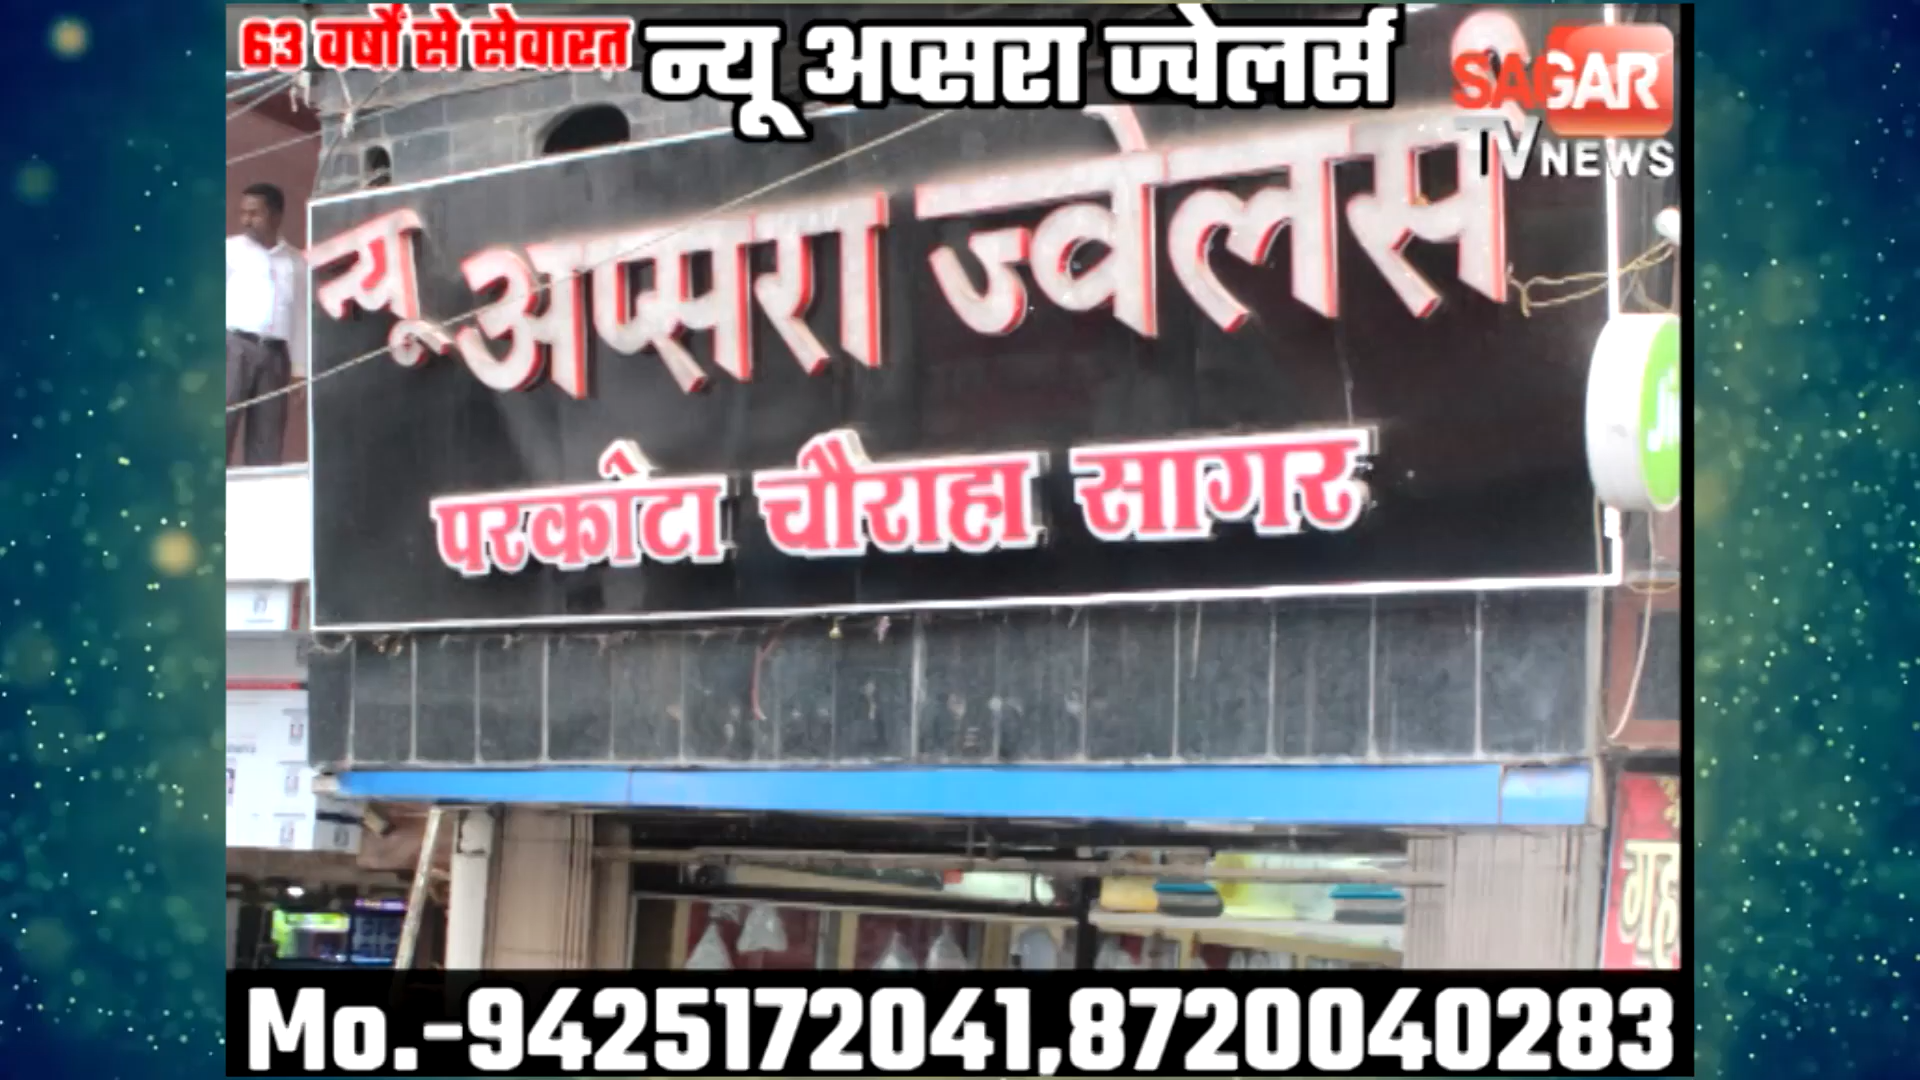 63 वर्षों से सेवारत न्यू अप्सरा ज्वेलर्स
SAGAR
TV NEWS
न्यू अप्सरा ज्वेलर्स
परकोटा चौराहा सागर
Mo.-9425172041,8720040283